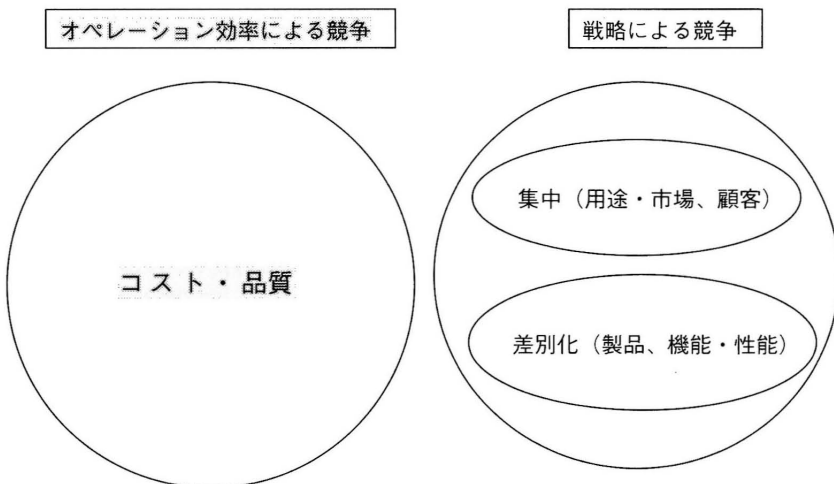 オペレーション効率による競争
戦略による競争
コスト・品質
集中（用途・市場、顧客）
差別化（製品、機能・性能）